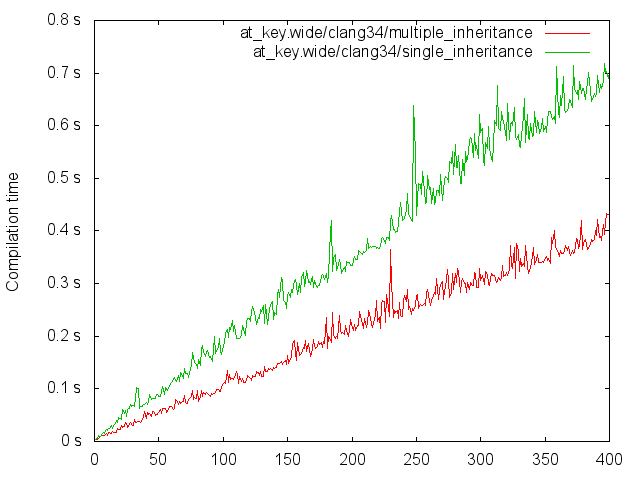 0.8 s
at_key.wide/clang34/multiple_inheritance
at_key.wide/clang34/single_inheritance
0.7 s
0.6 s
0.5 s
0.4 s
0.3 s
0.2 s
0.1 s
0 s
Compilation time
0 50 100 150 200 250 300 350 400